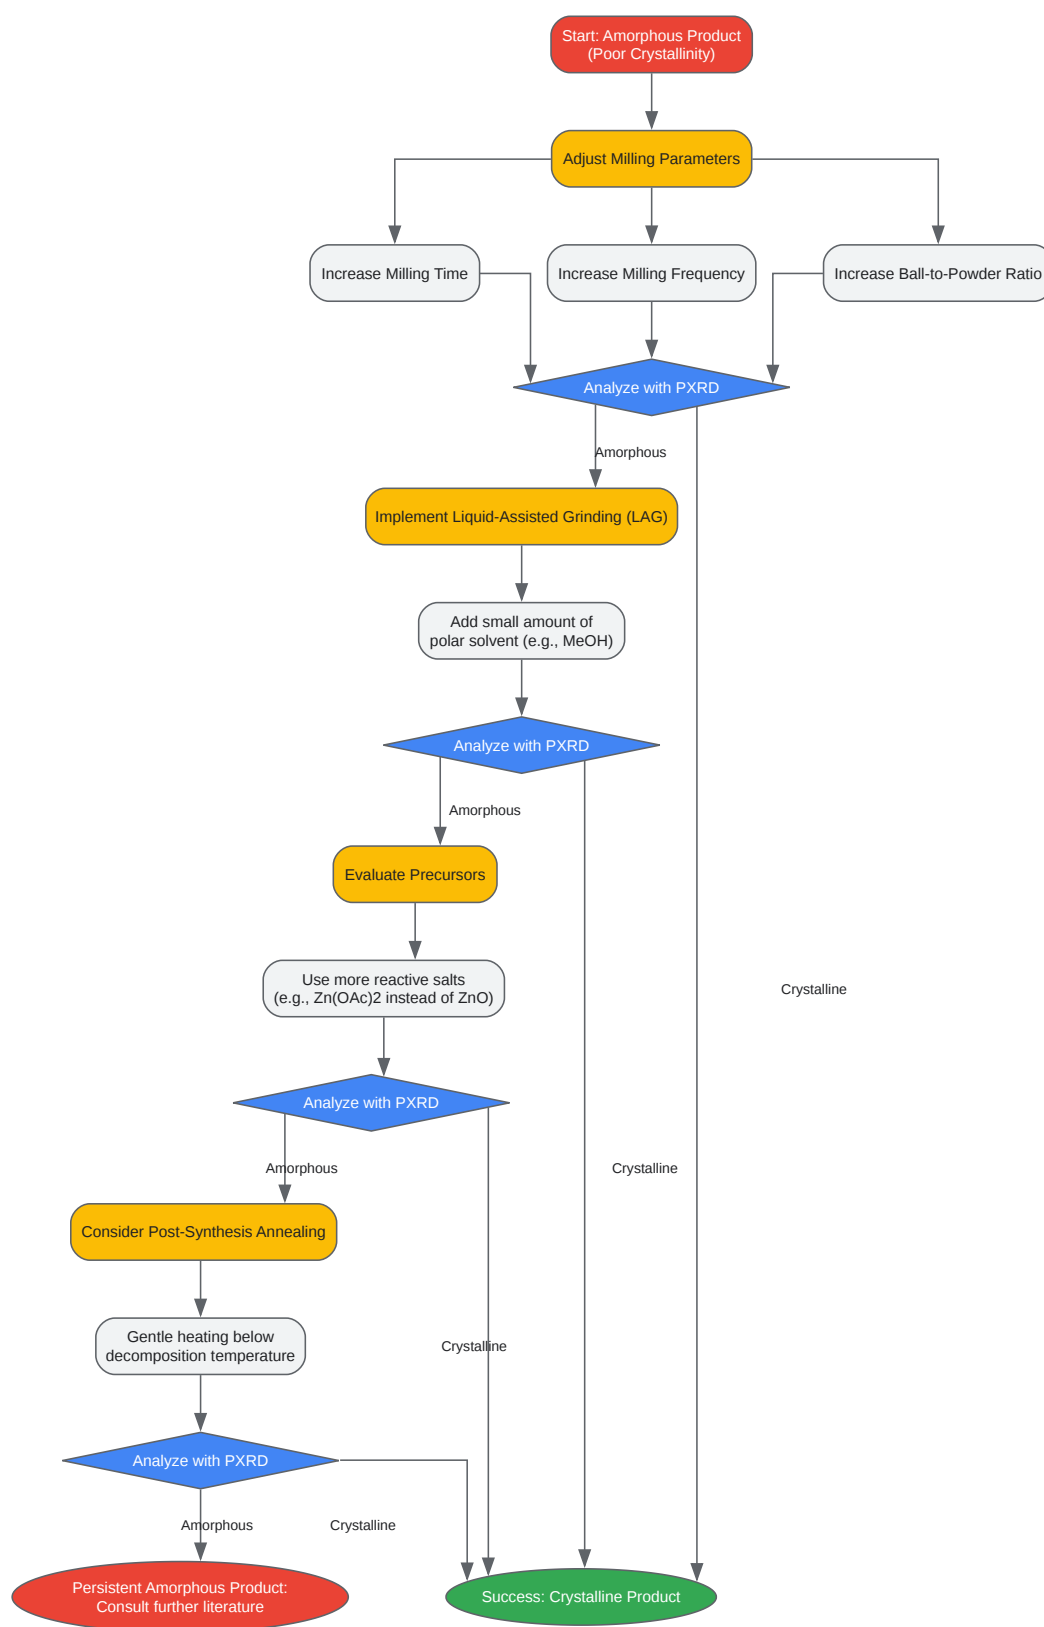 Start: Amorphous Product
(Poor Crystallinity)
Adjust Milling Parameters
Increase Milling Time
Increase Milling Frequency
Increase Ball-to-Powder Ratio
Analyze with PXRD
Amorphous
Implement Liquid-Assisted Grinding (LAG)
Add small amount of
polar solvent (e.g., MeOH)
Analyze with PXRD
Amorphous
Evaluate Precursors
Use more reactive salts
(e.g., Zn(OAc)2 instead of ZnO)
Crystalline
Analyze with PXRD
Amorphous
Crystalline
Consider Post-Synthesis Annealing
Gentle heating below
decomposition temperature
Crystalline
Analyze with PXRD
Amorphous
Crystalline
Persistent Amorphous Product:
Consult further literature
Success: Crystalline Product